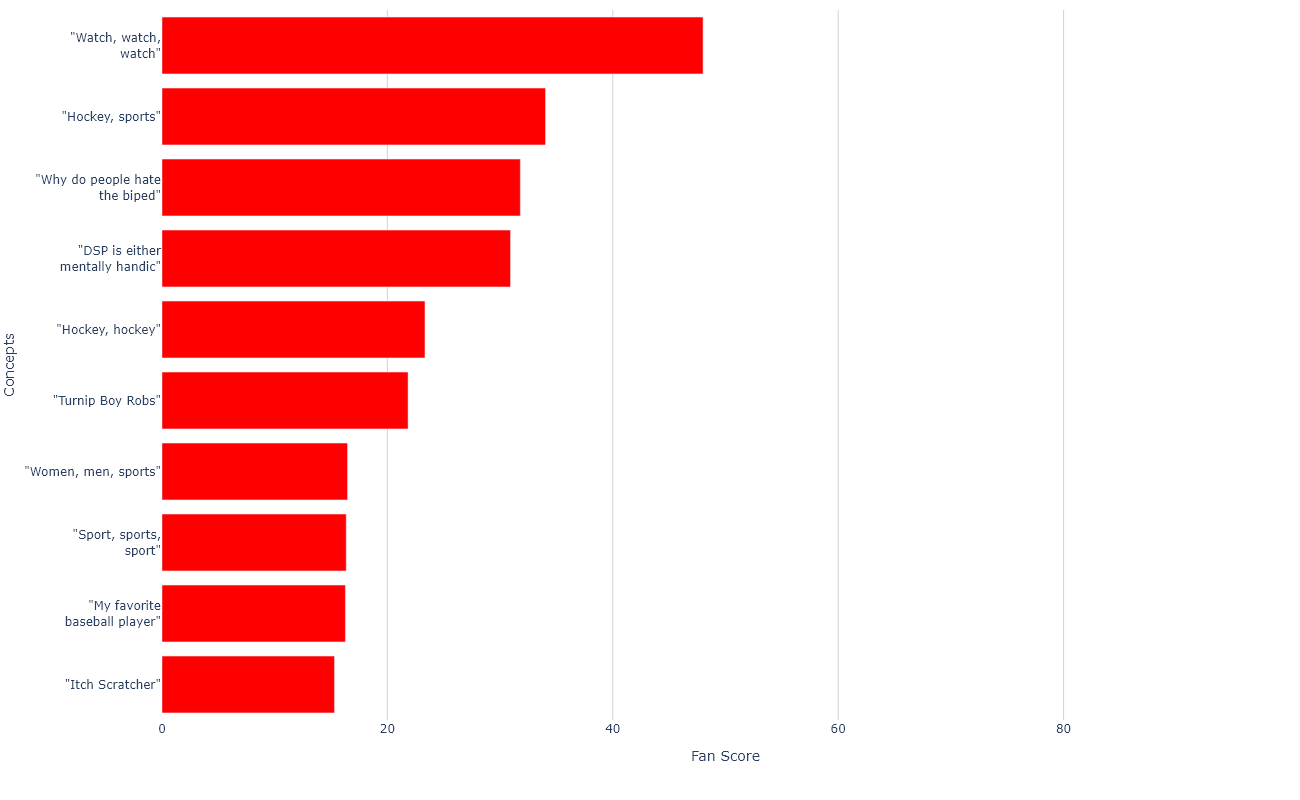 "Watch, watch,
watch"
"Hockey, sports"
"Why do people hate
the biped"
"DSP is either
mentally handic"
"Hockey, hockey"
"Turnip Boy Robs"
"Women, men, sports"
"Sport, sports,
sport"
"My favorite
baseball player"
"Itch Scratcher"
Concepts
0 20 40 60 80
Fan Score